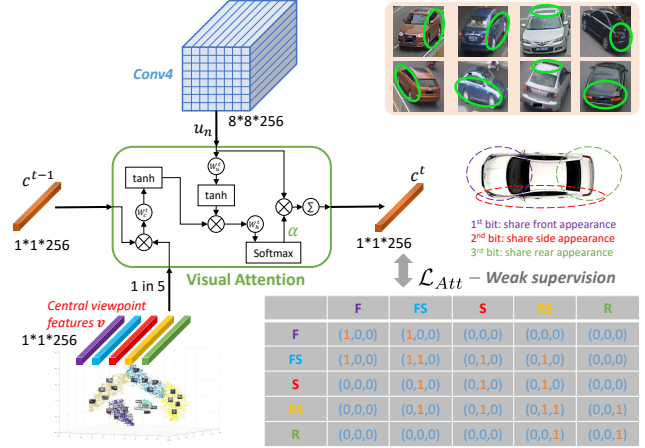 Conv4
8*8*256
u_n
c^{t-1}
1*1*256
W_u^t
tanh
tanh
W_c^t
W_h^t
Σ
α
Softmax
Visual Attention
c^t
1*1*256
1 in 5
Central viewpoint
features v
1*1*256
1st bit: share front appearance
2nd bit: share side appearance
3rd bit: share rear appearance
L_Att – Weak supervision
F FS S RS R
F (1,0,0) (1,0,0) (0,0,0) (0,0,0) (0,0,0)
FS (1,0,0) (1,1,0) (0,1,0) (0,1,0) (0,0,0)
S (0,0,0) (0,1,0) (0,1,0) (0,1,0) (0,0,0)
RS (0,0,0) (0,1,0) (0,1,0) (0,1,1) (0,0,1)
R (0,0,0) (0,0,0) (0,0,0) (0,0,1) (0,0,1)